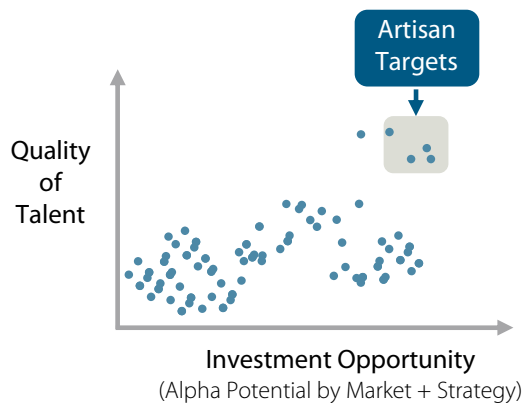 Artisan
Targets
Quality
of
Talent
Investment Opportunity
(Alpha Potential by Market + Strategy)